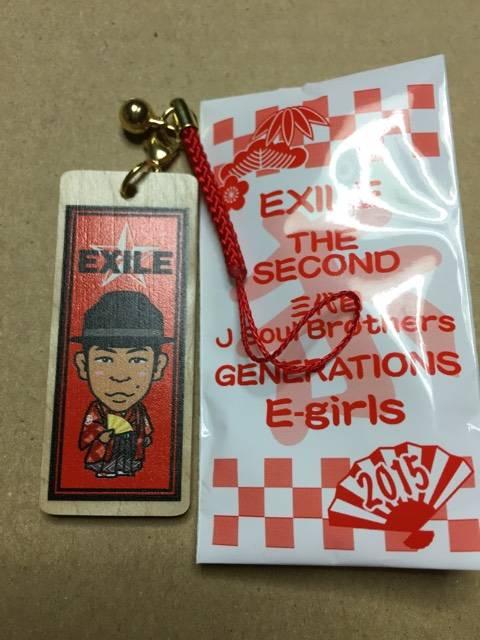 EXILE
EXILE
THE
SECOND
三代目
J Soul Brothers
GENERATIONS
E-girls
2015